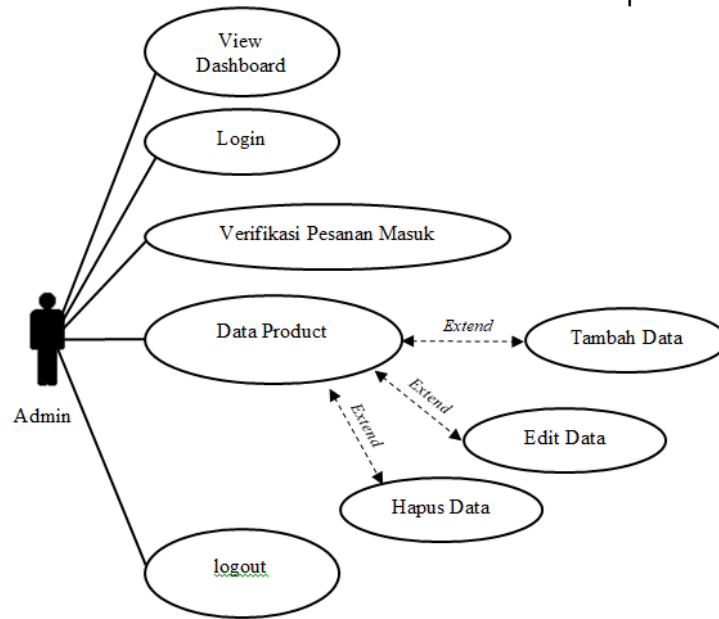 View
Dashboard
Login
Verifikasi Pesanan Masuk
Data Product
Extend
Tambah Data
Extend
Edit Data
Extend
Hapus Data
Admin
logout